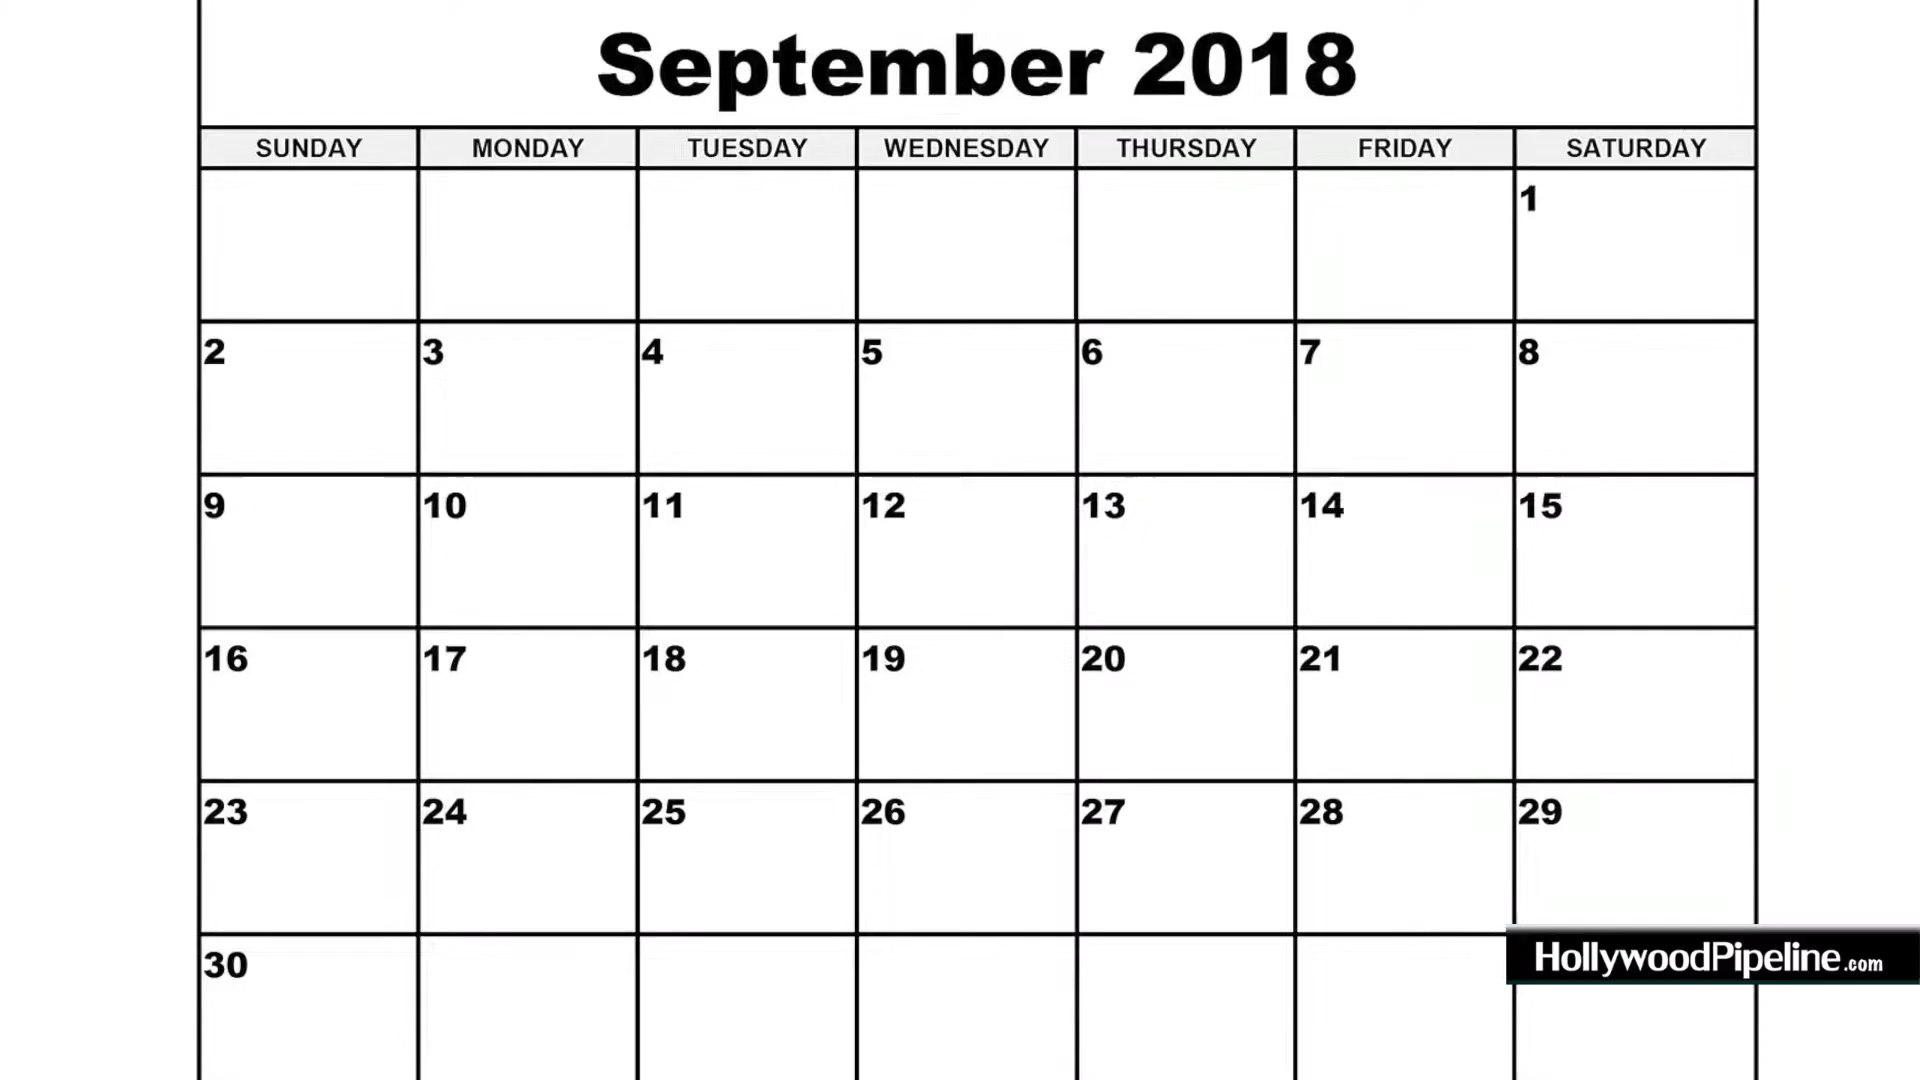 September 2018
SUNDAY MONDAY TUESDAY WEDNESDAY THURSDAY FRIDAY SATURDAY
1
2 3 4 5 6 7 8
9 10 11 12 13 14 15
16 17 18 19 20 21 22
23 24 25 26 27 28 29
30
HollywoodPipeline.com